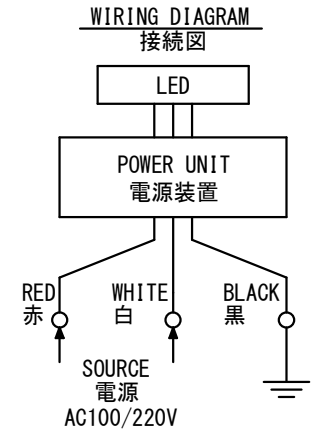 WIRING DIAGRAM
接続図
LED
POWER UNIT
電源装置
RED
赤
WHITE
白
BLACK
黒
SOURCE
電源
AC100/220V